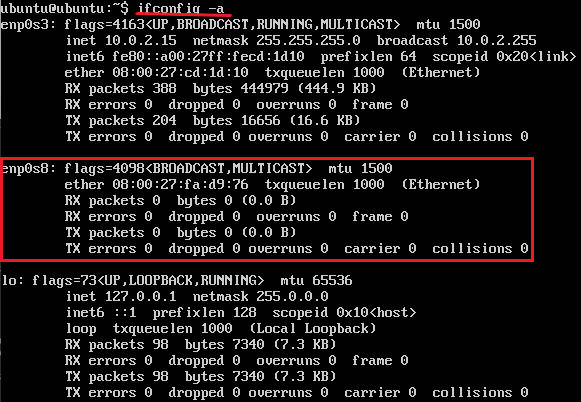 ubuntu@ubuntu:~$ ifconfig -a
enp0s3: flags=4163<UP,BROADCAST,RUNNING,MULTICAST>  mtu 1500
        inet 10.0.2.15  netmask 255.255.255.0  broadcast 10.0.2.255
        inet6 fe80::a00:27ff:fecd:1d10  prefixlen 64  scopeid 0x20<link>
        ether 08:00:27:cd:1d:10  txqueuelen 1000  (Ethernet)
        RX packets 388  bytes 444979 (444.9 KB)
        RX errors 0  dropped 0  overruns 0  frame 0
        TX packets 204  bytes 16656 (16.6 KB)
        TX errors 0  dropped 0 overruns 0  carrier 0  collisions 0
enp0s8: flags=4098<BROADCAST,MULTICAST>  mtu 1500
        ether 08:00:27:fa:d9:76  txqueuelen 1000  (Ethernet)
        RX packets 0  bytes 0 (0.0 B)
        RX errors 0  dropped 0  overruns 0  frame 0
        TX packets 0  bytes 0 (0.0 B)
        TX errors 0  dropped 0 overruns 0  carrier 0  collisions 0
lo: flags=73<UP,LOOPBACK,RUNNING>  mtu 65536
        inet 127.0.0.1  netmask 255.0.0.0
        inet6 ::1  prefixlen 128  scopeid 0x10<host>
        loop  txqueuelen 1000  (Local Loopback)
        RX packets 98  bytes 7340 (7.3 KB)
        RX errors 0  dropped 0  overruns 0  frame 0
        TX packets 98  bytes 7340 (7.3 KB)
        TX errors 0  dropped 0 overruns 0  carrier 0  collisions 0